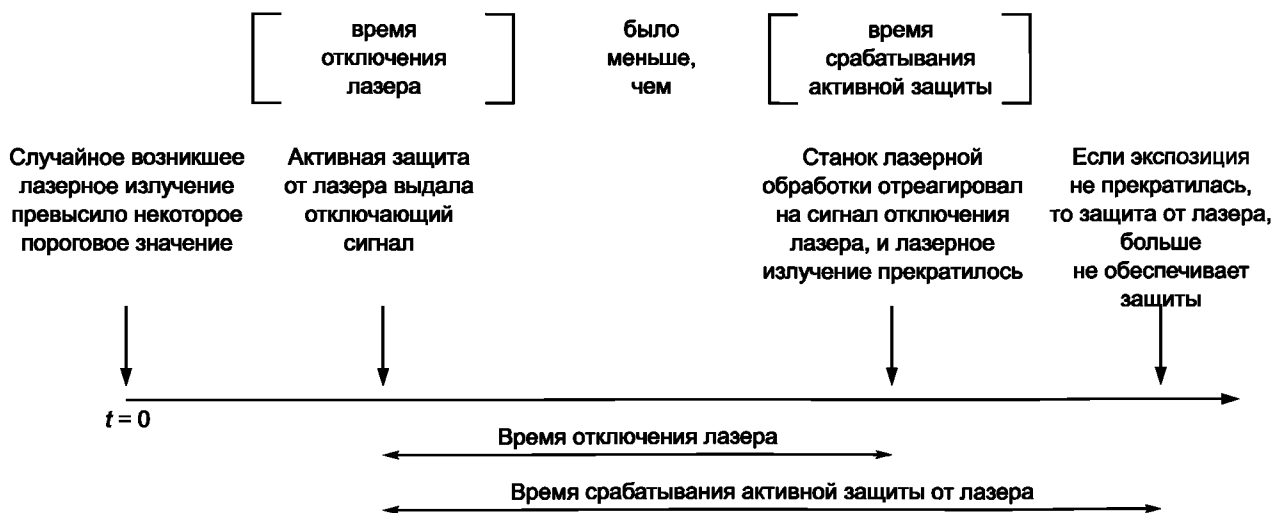 время
отключения
лазера
было
меньше,
чем
время
срабатывания
активной защиты
Случайное возникшее
лазерное излучение
превысило некоторое
пороговое значение
Активная защита
от лазера выдала
отключающий
сигнал
Станок лазерной
обработки отреагировал
на сигнал отключения
лазера, и лазерное
излучение прекратилось
Если экспозиция
не прекратилась,
то защита от лазера,
больше
не обеспечивает
защиты
t = 0
Время отключения лазера
Время срабатывания активной защиты от лазера